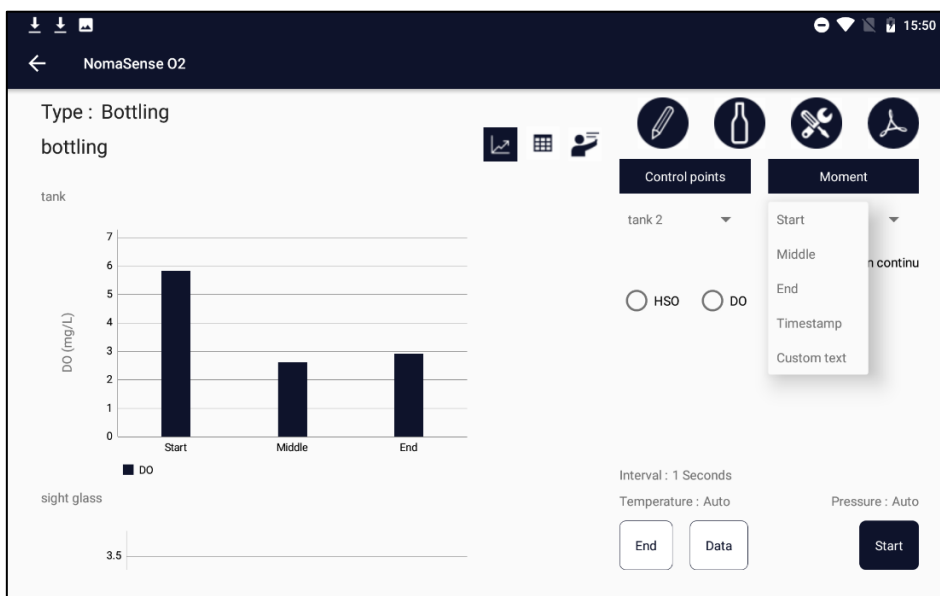 15:50
NomaSense O2
Type : Bottling
bottling
Control points
Moment
tank
tank 2
Start
Middle
End
Timestamp
Custom text
n continu
HSO
DO
7
6
5
4
3
2
1
0
DO (mg/L)
Start
Middle
End
DO
Interval : 1 Seconds
Temperature : Auto
Pressure : Auto
End
Data
Start
sight glass
3.5